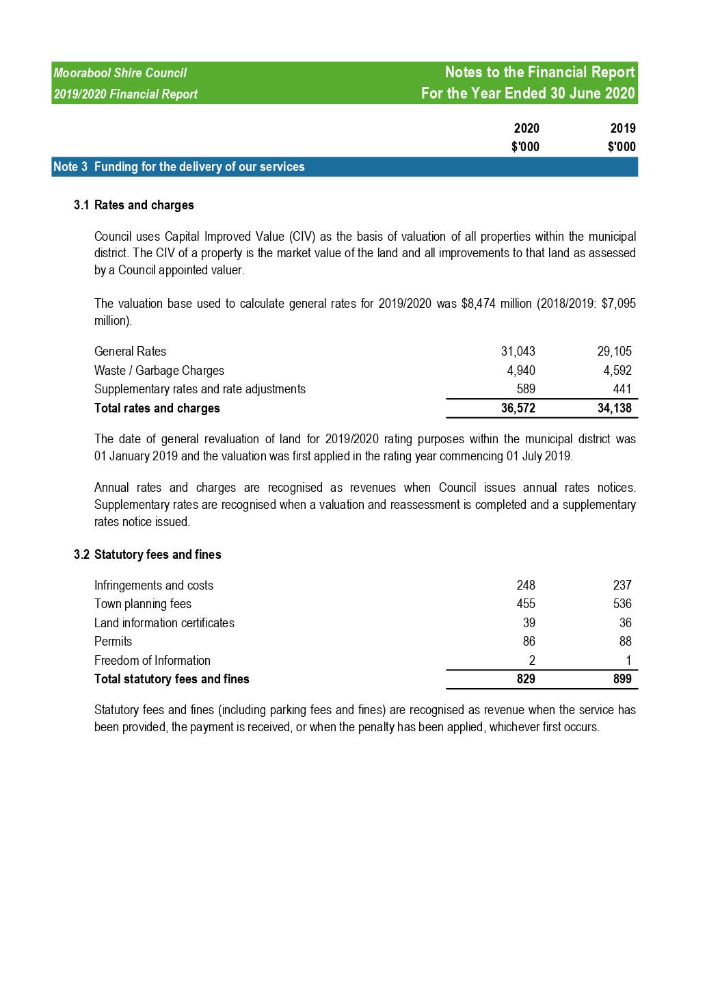 Moorabool Shire Council Notes to the Financial Report
2019/2020 Financial Report For the Year Ended 30 June 2020
2020 2019
$'000 $'000
Note 3 Funding for the delivery of our services
3.1 Rates and charges
Council uses Capital Improved Value (CIV) as the basis of valuation of all properties within the municipal
district. The CIV of a property is the market value of the land and all improvements to that land as assessed
by a Council appointed valuer.
The valuation base used to calculate general rates for 2019/2020 was $8,474 million (2018/2019: $7,095
million).
General Rates 31,043 29,105
Waste / Garbage Charges 4,940 4,592
Supplementary rates and rate adjustments 589 441
Total rates and charges 36,572 34,138
The date of general revaluation of land for 2019/2020 rating purposes within the municipal district was
01 January 2019 and the valuation was first applied in the rating year commencing 01 July 2019.
Annual rates and charges are recognised as revenues when Council issues annual rates notices.
Supplementary rates are recognised when a valuation and reassessment is completed and a supplementary
rates notice issued.
3.2 Statutory fees and fines
Infringements and costs 248 237
Town planning fees 455 536
Land information certificates 39 36
Permits 86 88
Freedom of Information 2 1
Total statutory fees and fines 829 899
Statutory fees and fines (including parking fees and fines) are recognised as revenue when the service has
been provided, the payment is received, or when the penalty has been applied, whichever first occurs.